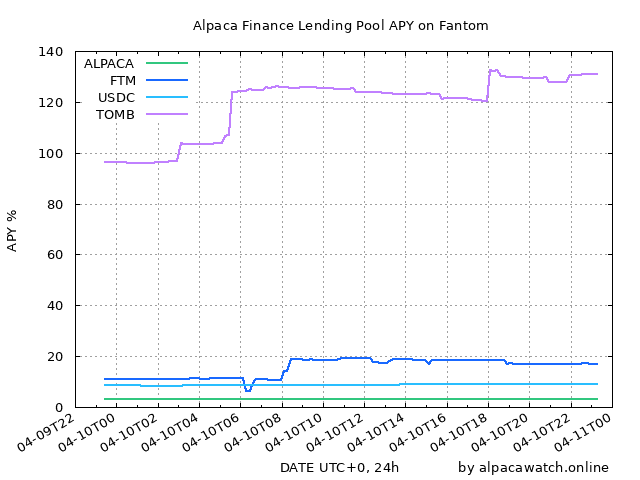 Alpaca Finance Lending Pool APY on Fantom
140
120
100
80
60
40
20
0
APY %
ALPACA
FTM
USDC
TOMB
04-09T22
04-10T00
04-10T02
04-10T04
04-10T06
04-10T08
04-10T10
04-10T12
04-10T14
04-10T16
04-10T18
04-10T20
04-10T22
04-11T00
DATE UTC+0, 24h
by alpacawatch.online